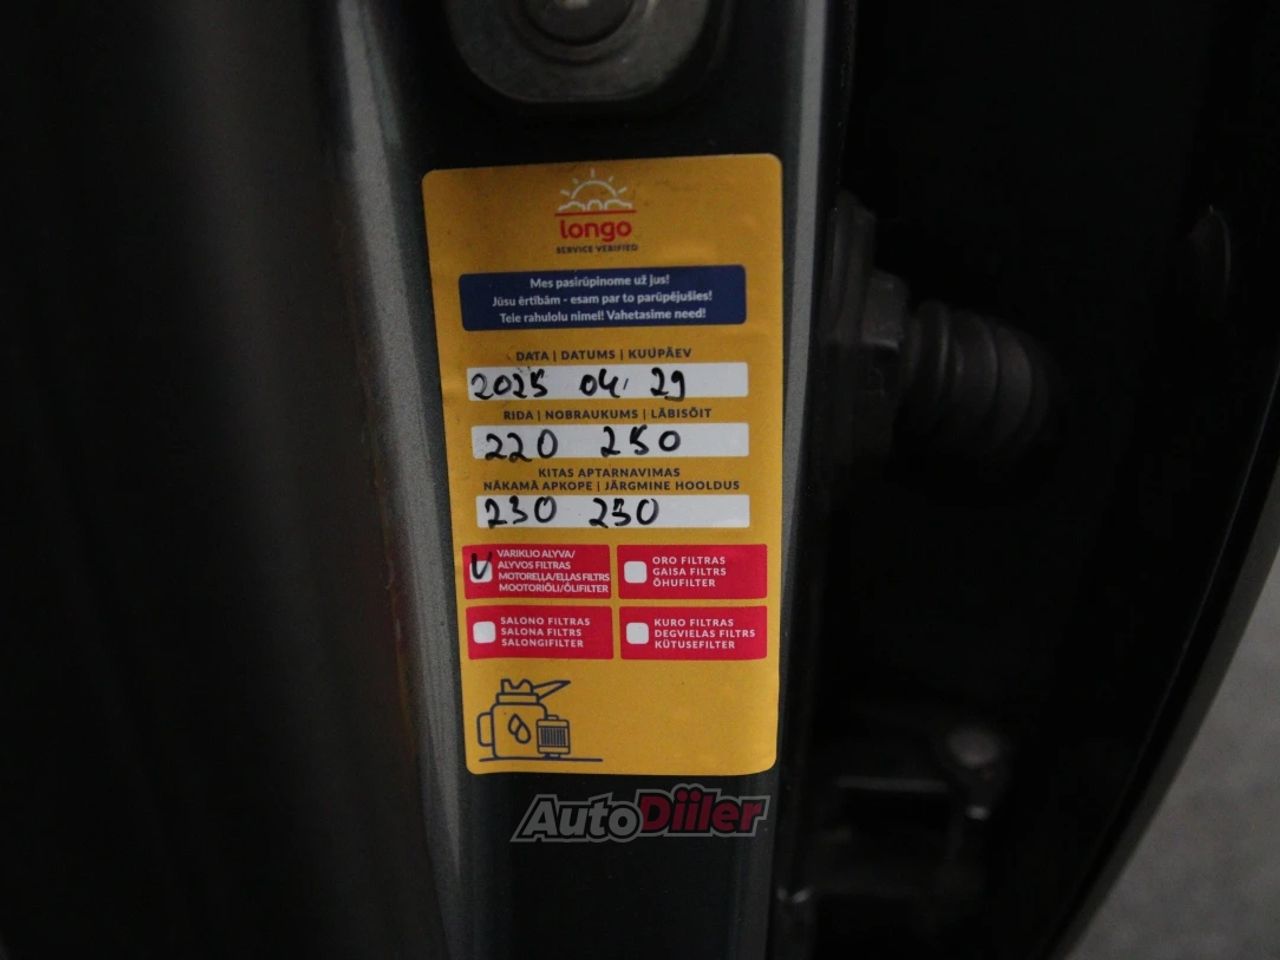 longo
SERVICE VERIFIED
Mes pasirūpinome už jus!
Jūsu ērtībām - esam par to parūpējušies!
Teie rahulolu nimel! Vahetasime need!
DATA | DATUMS | KUUPÄEV
2025 04. 29
RIDA | NOBRAUKUMS | LÄBISÕIT
220 250
KITAS APTARNAVIMAS
NĀKAMĀ APKOPE | JÄRGMINE HOOLDUS
230 250
V VARIKLIO ALYVA/
ALYVOS FILTRAS
MOTOREĻĻA/EĻĻAS FILTRS
MOOTORIÕLI/ÕLIFILTER
ORO FILTRAS
GAISA FILTRS
ÕHUFILTER
SALONO FILTRAS
SALONA FILTRS
SALONGIFILTER
KURO FILTRAS
DEGVIELAS FILTRS
KÜTUSEFILTER
AutoDiiler